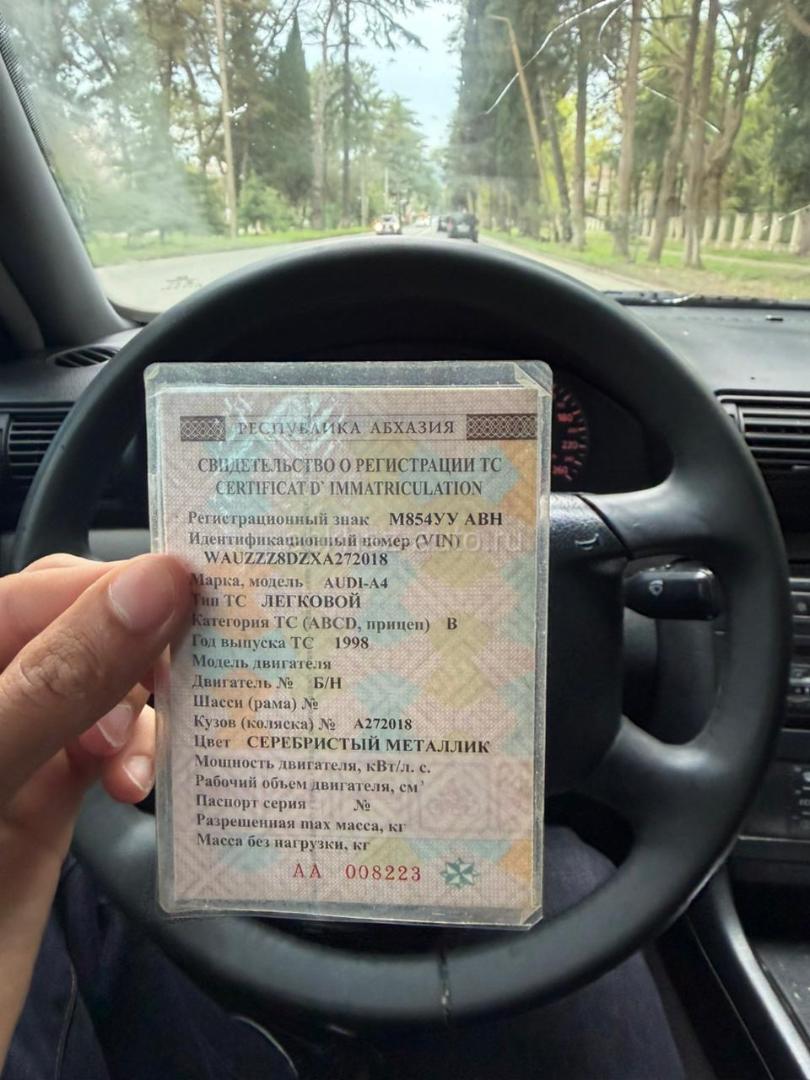 РЕСПУБЛИКА АБХАЗИЯ
СВИДЕТЕЛЬСТВО О РЕГИСТРАЦИИ ТС
CERTIFICAT D` IMMATRICULATION
Регистрационный знак М854УУ АВН
Идентификационный номер (VIN)
WAUZZZ8DZXA272018
Марка, модель AUDI-A4
Тип ТС ЛЕГКОВОЙ
Категория ТС (ABCD, прицеп) В
Год выпуска ТС 1998
Модель двигателя
Двигатель № Б/Н
Шасси (рама) №
Кузов (коляска) № А272018
Цвет СЕРЕБРИСТЫЙ МЕТАЛЛИК
Мощность двигателя, кВт/л. с.
Рабочий объем двигателя, см³
Паспорт серия №
Разрешенная max масса, кг
Масса без нагрузки, кг
АА 008223